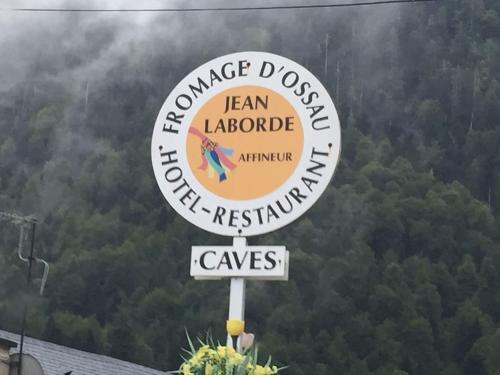 FROMAGE D'OSSAU
JEAN
LABORDE
AFFINEUR
HOTEL-RESTAURANT
CAVES